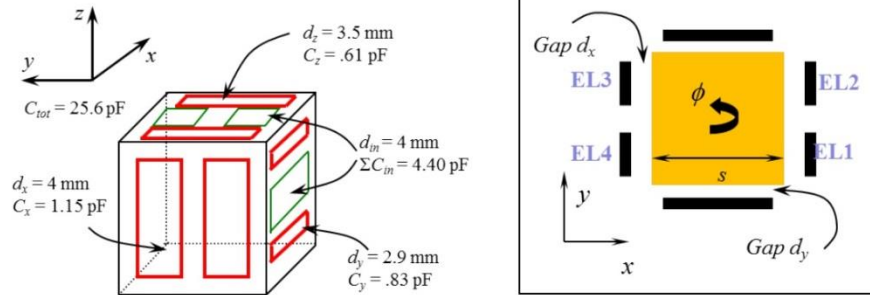 z
y
x
d_z = 3.5 mm
C_z = .61 pF
C_tot = 25.6 pF
d_in = 4 mm
ΣC_in = 4.40 pF
d_x = 4 mm
C_x = 1.15 pF
d_y = 2.9 mm
C_y = .83 pF
Gap d_x
EL3
EL2
ϕ
EL4
EL1
s
y
x
Gap d_y